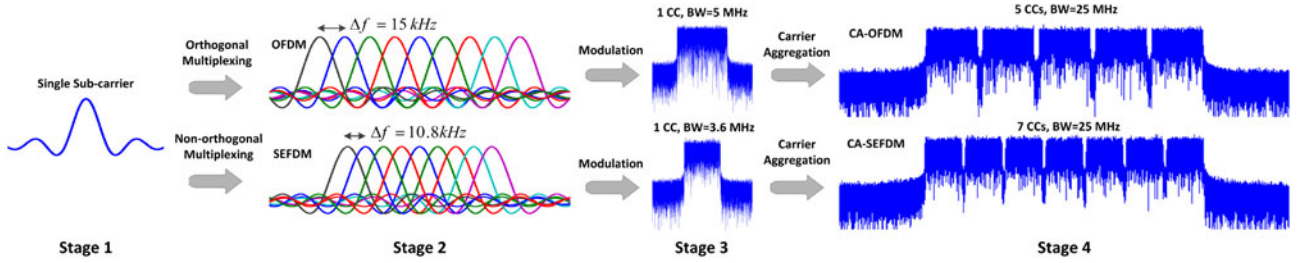 1 CC, BW=5 MHz
5 CCs, BW=25 MHz
Δf = 15 kHz
Orthogonal
Multiplexing
OFDM
Modulation
Carrier
Aggregation
CA-OFDM
Single Sub-carrier
Non-orthogonal
Multiplexing
Δf = 10.8kHz
SEFDM
Modulation
1 CC, BW=3.6 MHz
Carrier
Aggregation
7 CCs, BW=25 MHz
CA-SEFDM
Stage 1
Stage 2
Stage 3
Stage 4